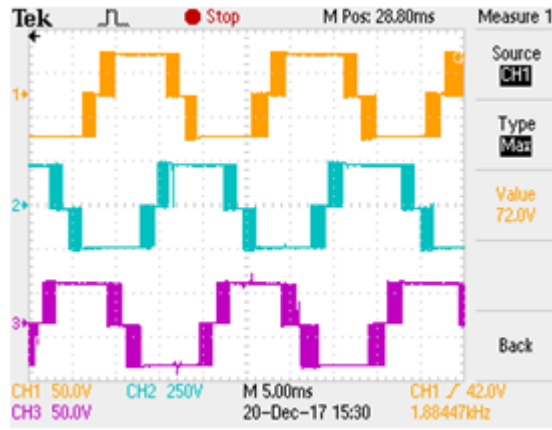 Tek Stop M Pos: 28.80ms Measure 1
Source
CH1
1
Type
Max
Value
72.0V
2
3
Back
CH1 50.0V CH2 250V M 5.00ms CH1 42.0V
CH3 50.0V 20-Dec-17 15:30 1.88447kHz